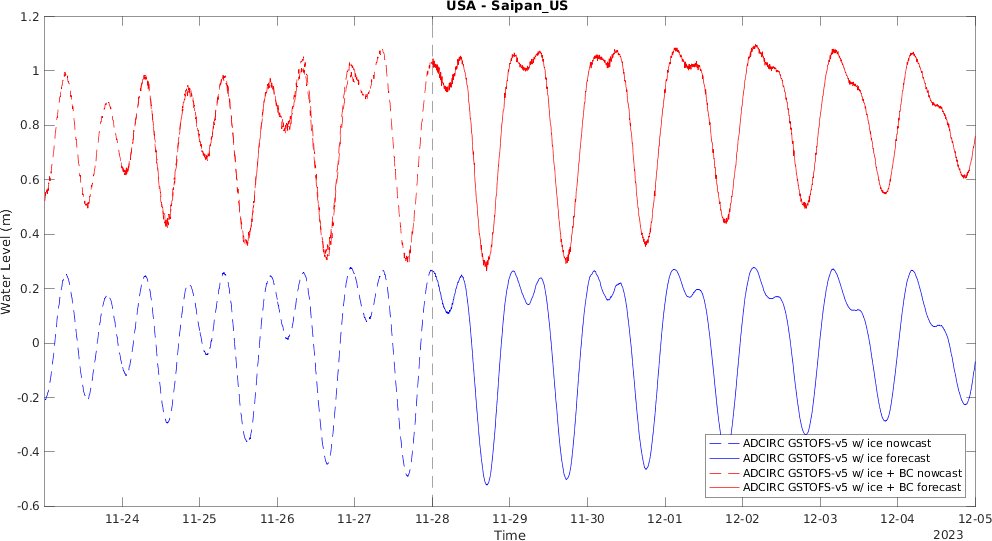 USA - Saipan_US
1.2
1
0.8
0.6
0.4
0.2
0
-0.2
-0.4
-0.6
Water Level (m)
ADCIRC GSTOFS-v5 w/ ice nowcast
ADCIRC GSTOFS-v5 w/ ice forecast
ADCIRC GSTOFS-v5 w/ ice + BC nowcast
ADCIRC GSTOFS-v5 w/ ice + BC forecast
11-24 11-25 11-26 11-27 11-28 11-29 11-30 12-01 12-02 12-03 12-04 12-05
Time
2023